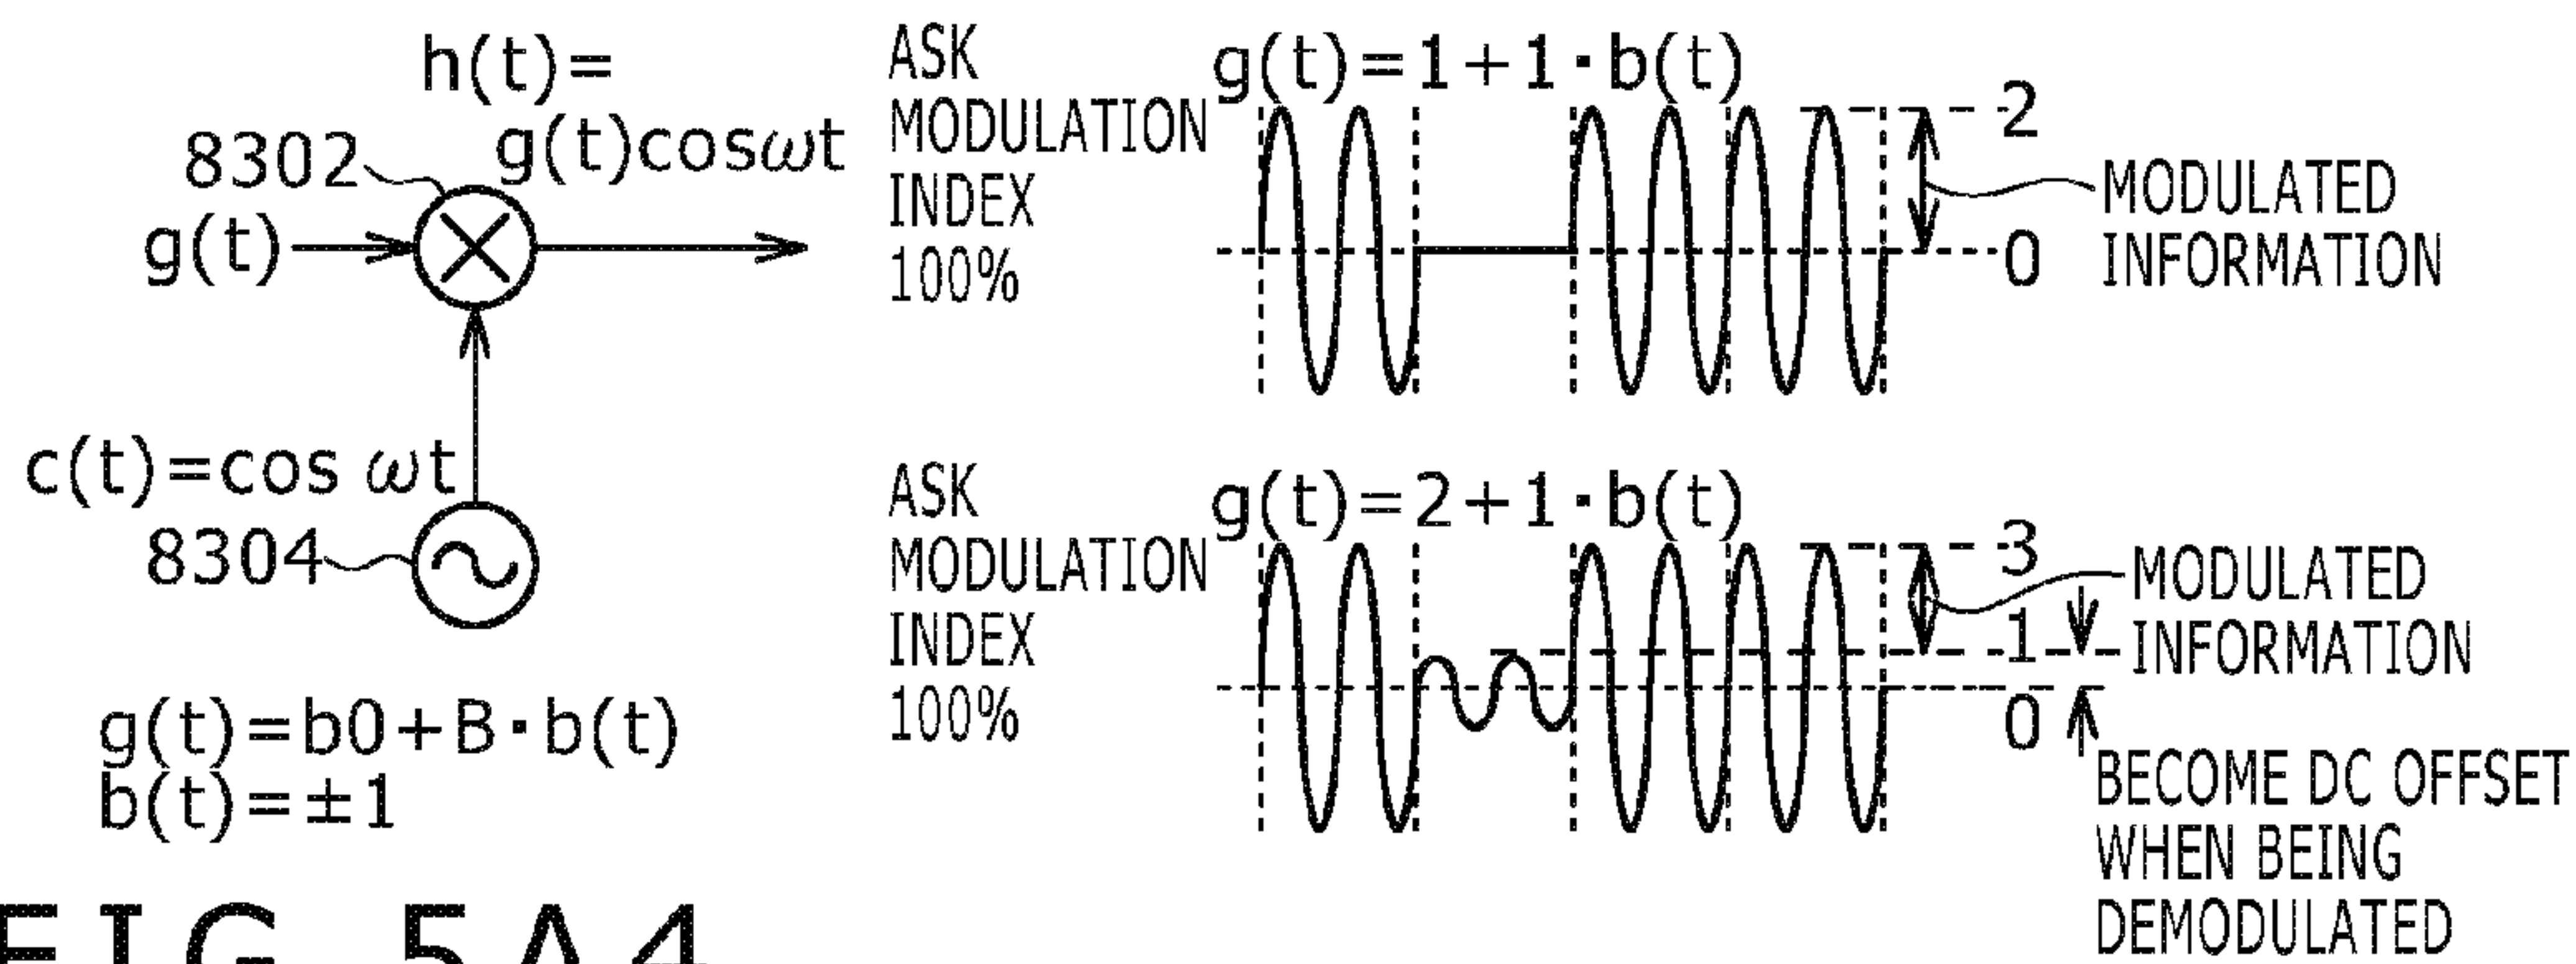 h(t)=
g(t)cosωt
8302
g(t)
c(t)=cos ωt
8304
g(t)=b0+B·b(t)
b(t)=±1
ASK
MODULATION
INDEX
100%
g(t)=1+1·b(t)
2
0
MODULATED
INFORMATION
ASK
MODULATION
INDEX
100%
g(t)=2+1·b(t)
3
1
0
MODULATED
INFORMATION
BECOME DC OFFSET
WHEN BEING
DEMODULATED
FIG. 5A4